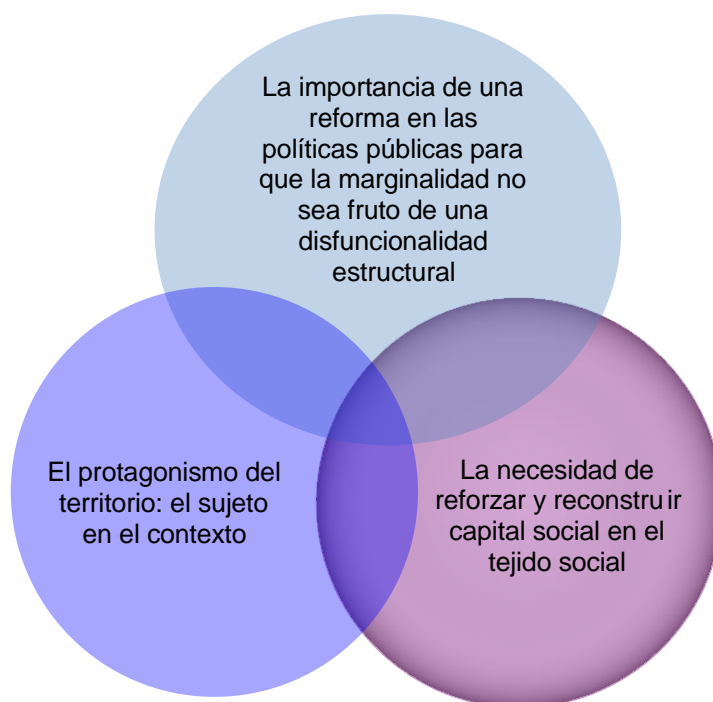 La importancia de una
reforma en las
políticas públicas para
que la marginalidad no
sea fruto de una
disfuncionalidad
estructural
El protagonismo del
territorio: el sujeto
en el contexto
La necesidad de
reforzar y reconstruir
capital social en el
tejido social